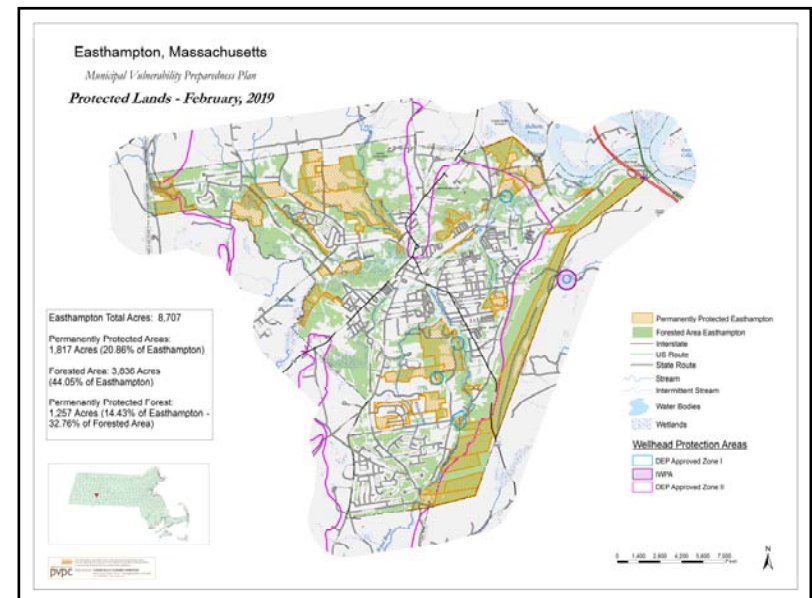 Easthampton, Massachusetts
Municipal Vulnerability Preparedness Plan
Protected Lands - February, 2019
Easthampton Total Acres: 8,707
Permanently Protected Areas:
1,817 Acres (20.86% of Easthampton)
Forested Area: 3,836 Acres
(44.05% of Easthampton)
Permanently Protected Forest:
1,257 Acres (14.43% of Easthampton -
32.76% of Forested Area)
Permanently Protected Easthampton
Forested Area Easthampton
Interstate
US Route
State Route
Stream
Intermittent Stream
Water Bodies
Wetlands
Wellhead Protection Areas
DEP Approved Zone I
IWPA
DEP Approved Zone II
0 1,400 2,800 4,200 5,600 7,000
Feet
N
pvpc